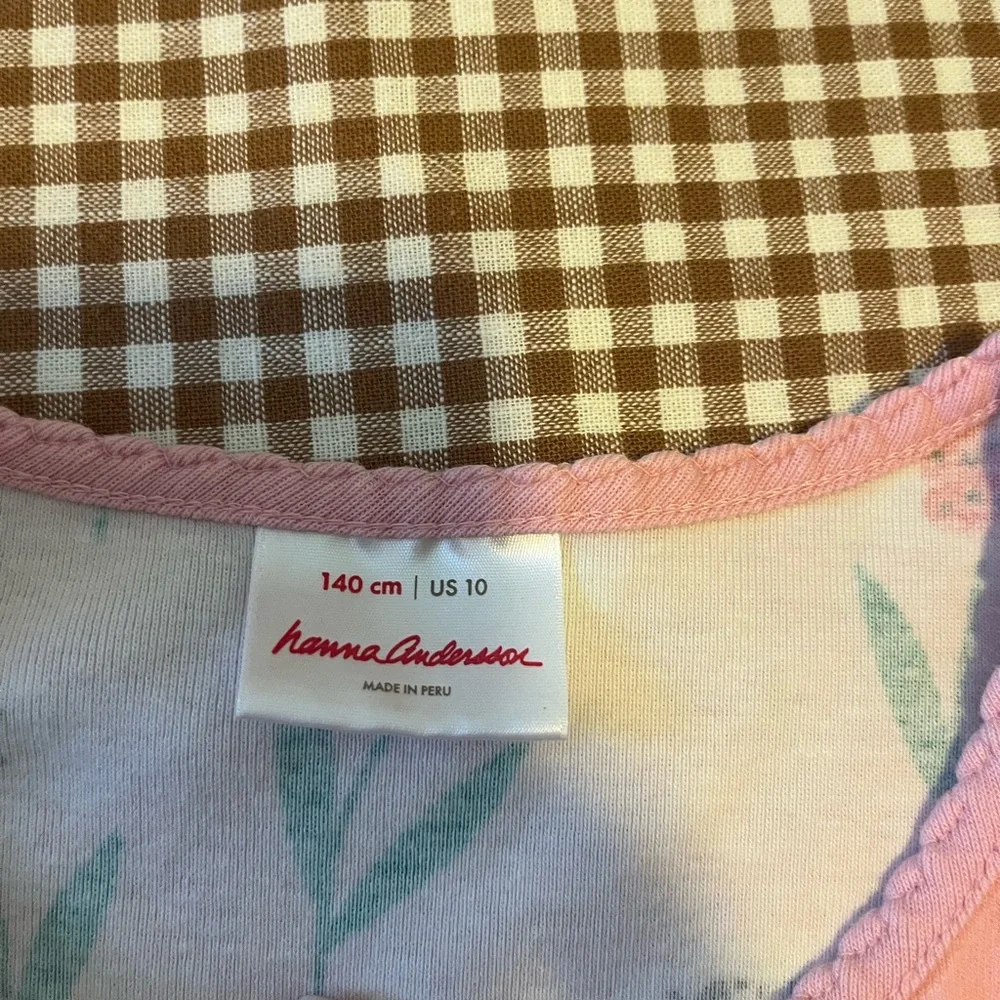 140 cm | US 10
hanna Andersson
MADE IN PERU